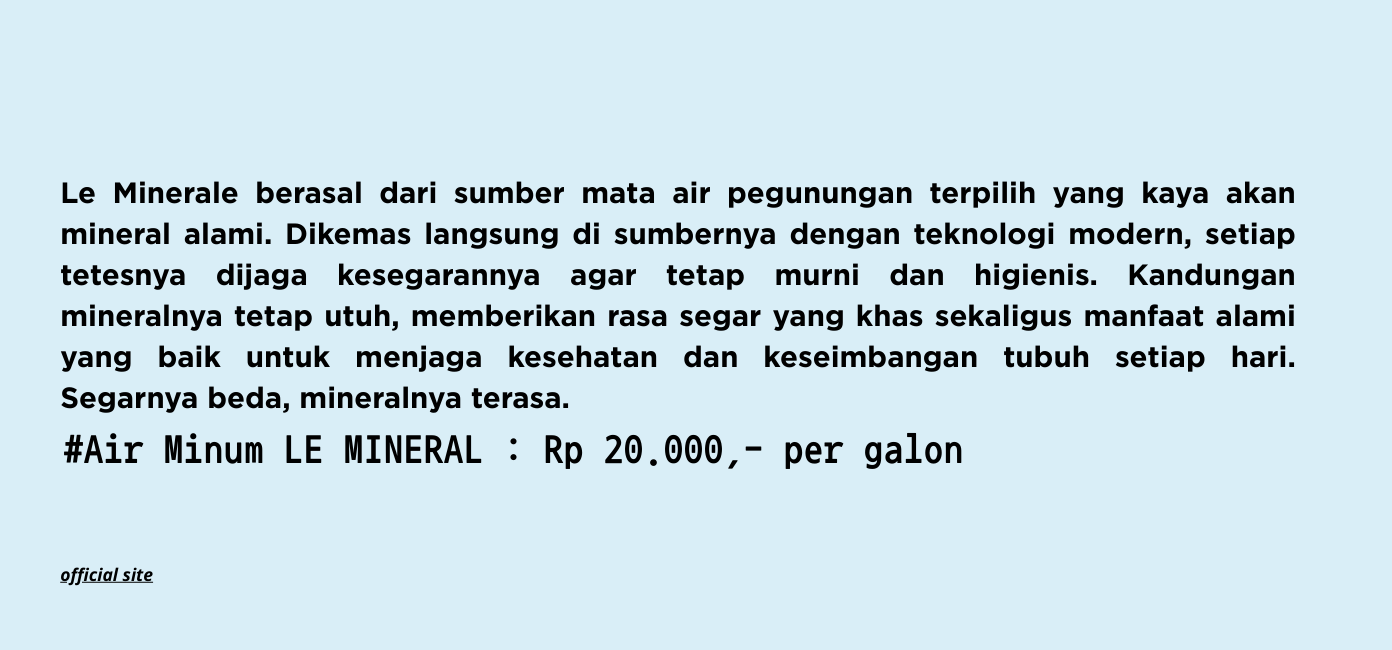 Le Minerale berasal dari sumber mata air pegunungan terpilih yang kaya akan
mineral alami. Dikemas langsung di sumbernya dengan teknologi modern, setiap
tetesnya dijaga kesegarannya agar tetap murni dan higienis. Kandungan
mineralnya tetap utuh, memberikan rasa segar yang khas sekaligus manfaat alami
yang baik untuk menjaga kesehatan dan keseimbangan tubuh setiap hari.
Segarnya beda, mineralnya terasa.
#Air Minum LE MINERAL : Rp 20.000,- per galon
official site